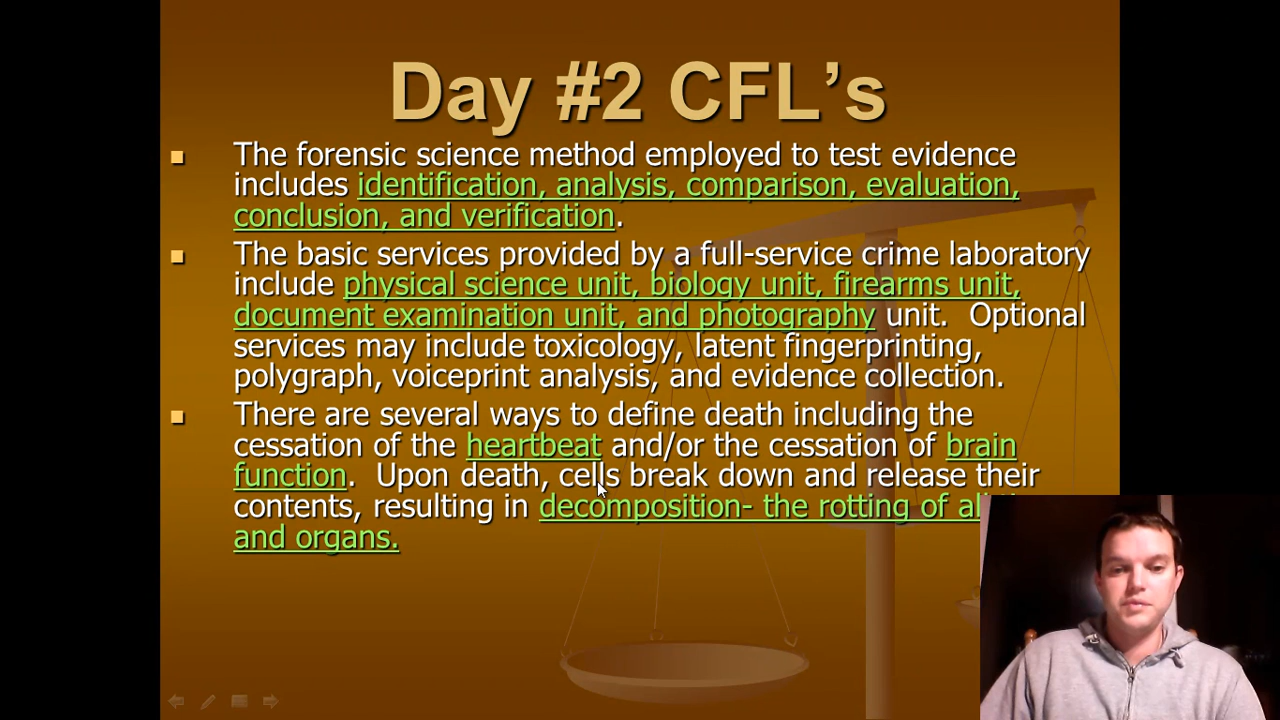 Day #2 CFL’s
The forensic science method employed to test evidence
includes identification, analysis, comparison, evaluation,
conclusion, and verification.
The basic services provided by a full-service crime laboratory
include physical science unit, biology unit, firearms unit,
document examination unit, and photography unit. Optional
services may include toxicology, latent fingerprinting,
polygraph, voiceprint analysis, and evidence collection.
There are several ways to define death including the
cessation of the heartbeat and/or the cessation of brain
function. Upon death, cells break down and release their
contents, resulting in decomposition- the rotting of
and organs.